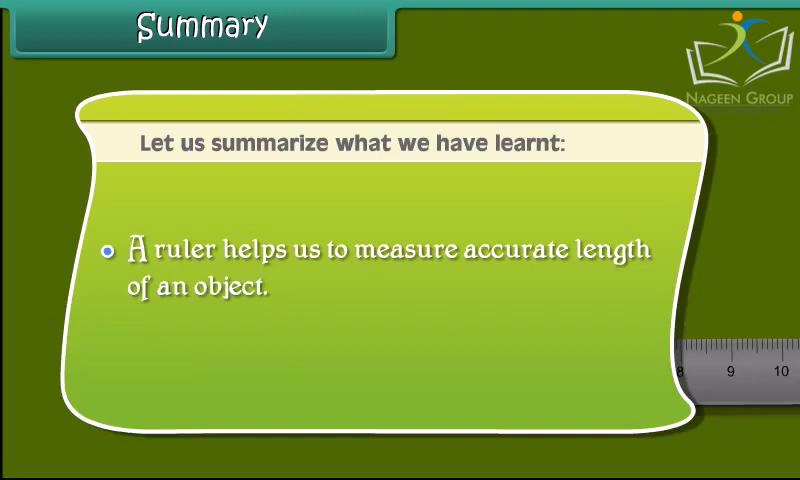 Summary
NAGEEN GROUP
Let us summarize what we have learnt:
A ruler helps us to measure accurate length
of an object.
8 9 10